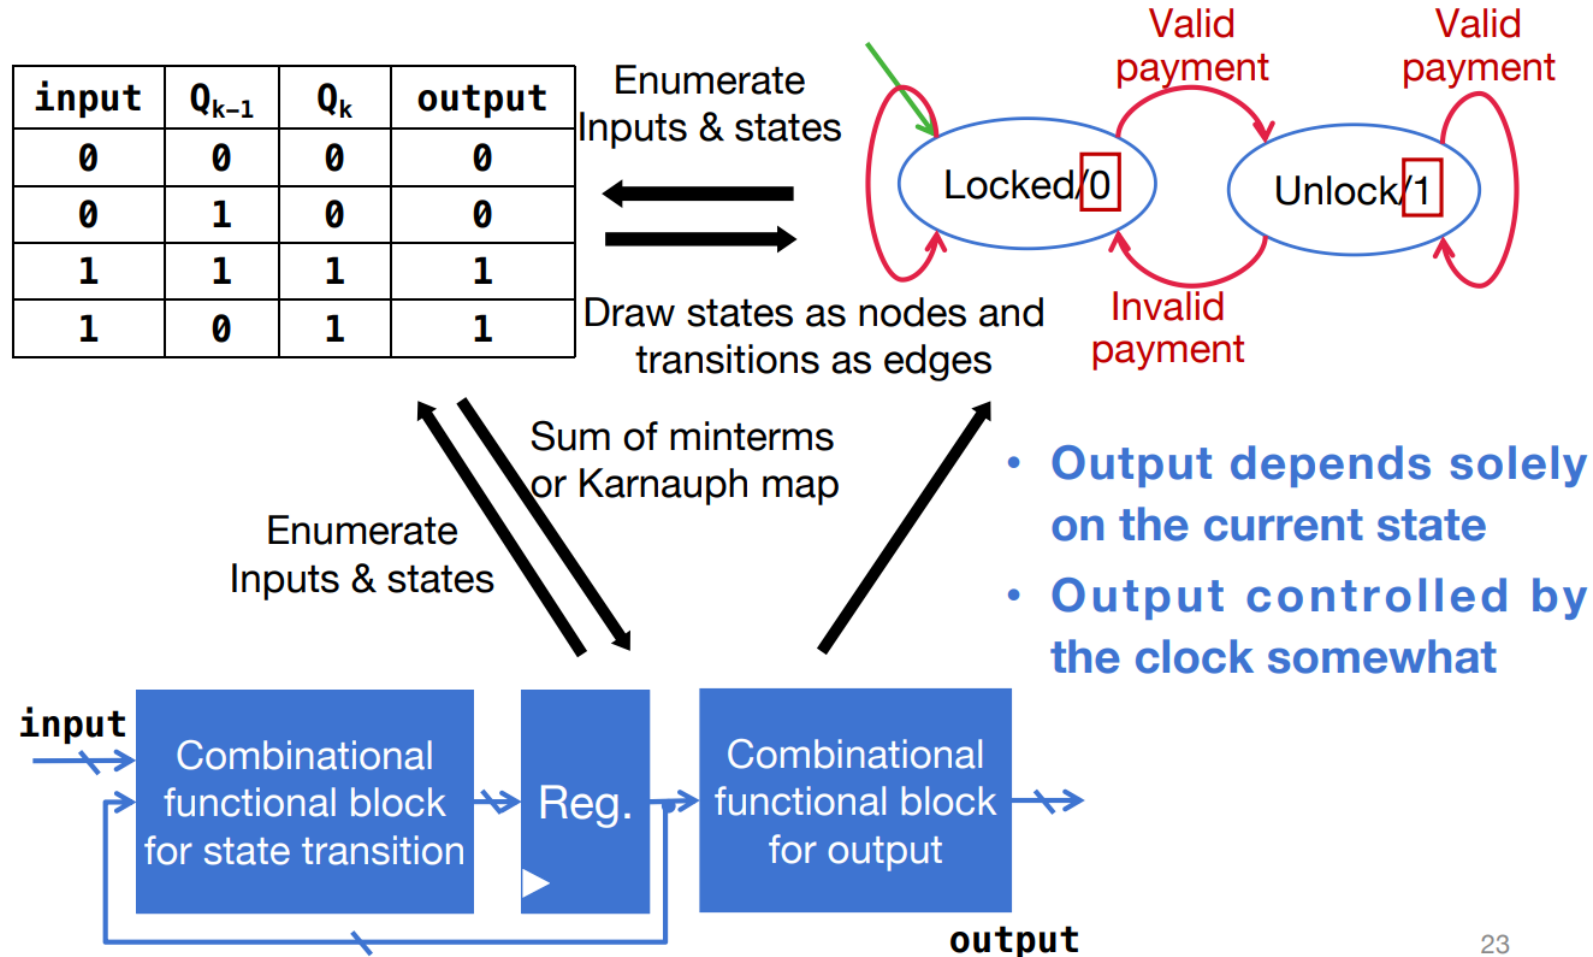 input Q_{k-1} Q_k output
0 0 0 0
0 1 0 0
1 1 1 1
1 0 1 1
Enumerate
Inputs & states
Draw states as nodes and
transitions as edges
Valid
payment
Valid
payment
Locked/0
Unlock/1
Invalid
payment
Sum of minterms
or Karnauph map
Enumerate
Inputs & states
• Output depends solely
on the current state
• Output controlled by
the clock somewhat
input
Combinational
functional block
for state transition
Reg.
Combinational
functional block
for output
output
23